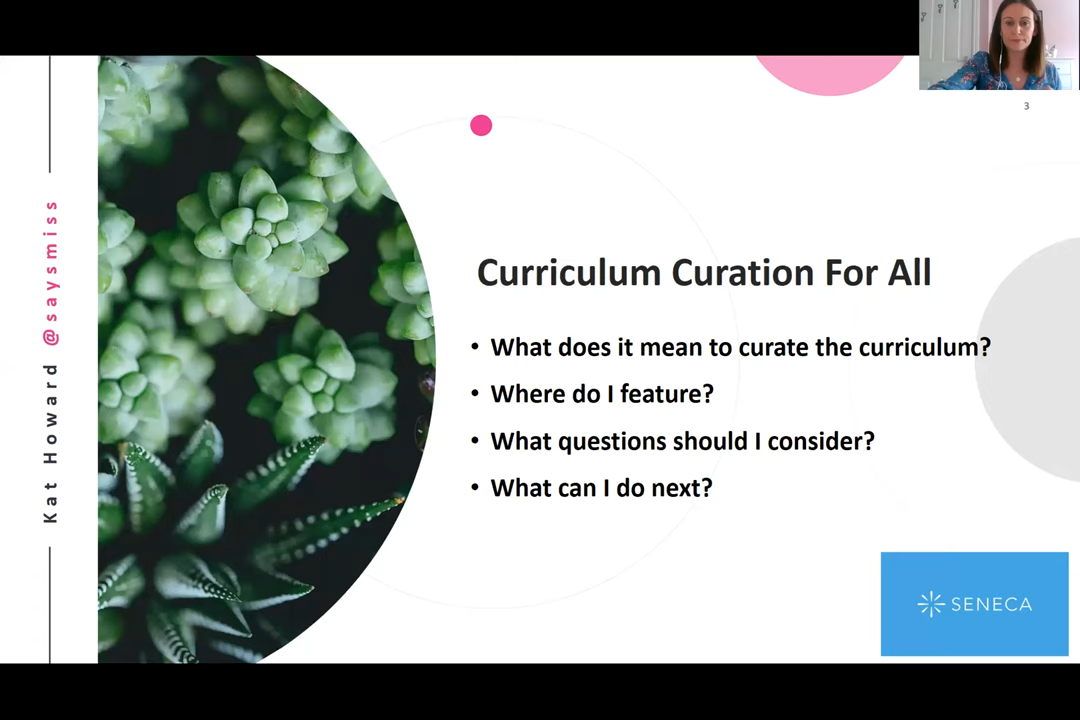 3
Kat Howard @saysmiss
Curriculum Curation For All
• What does it mean to curate the curriculum?
• Where do I feature?
• What questions should I consider?
• What can I do next?
SENECA